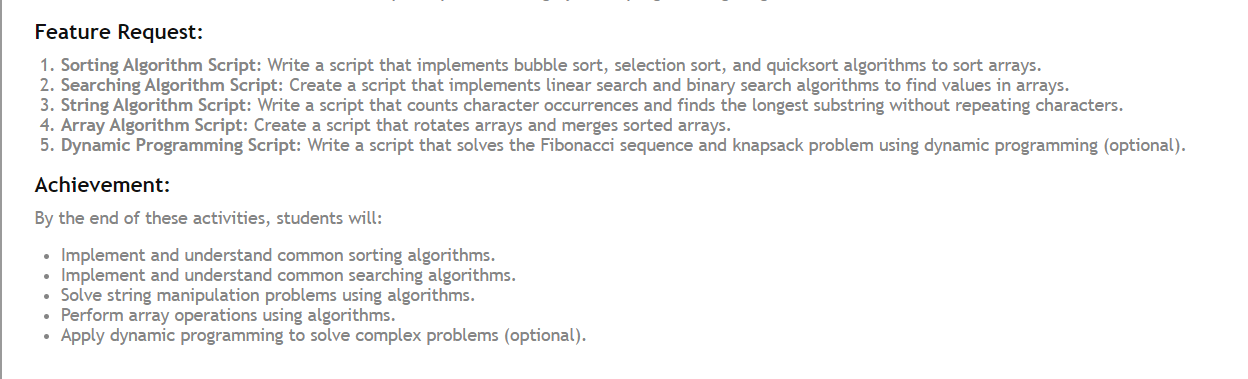 Feature Request:
1. Sorting Algorithm Script: Write a script that implements bubble sort, selection sort, and quicksort algorithms to sort arrays.
2. Searching Algorithm Script: Create a script that implements linear search and binary search algorithms to find values in arrays.
3. String Algorithm Script: Write a script that counts character occurrences and finds the longest substring without repeating characters.
4. Array Algorithm Script: Create a script that rotates arrays and merges sorted arrays.
5. Dynamic Programming Script: Write a script that solves the Fibonacci sequence and knapsack problem using dynamic programming (optional).
Achievement:
By the end of these activities, students will:
• Implement and understand common sorting algorithms.
• Implement and understand common searching algorithms.
• Solve string manipulation problems using algorithms.
• Perform array operations using algorithms.
• Apply dynamic programming to solve complex problems (optional).